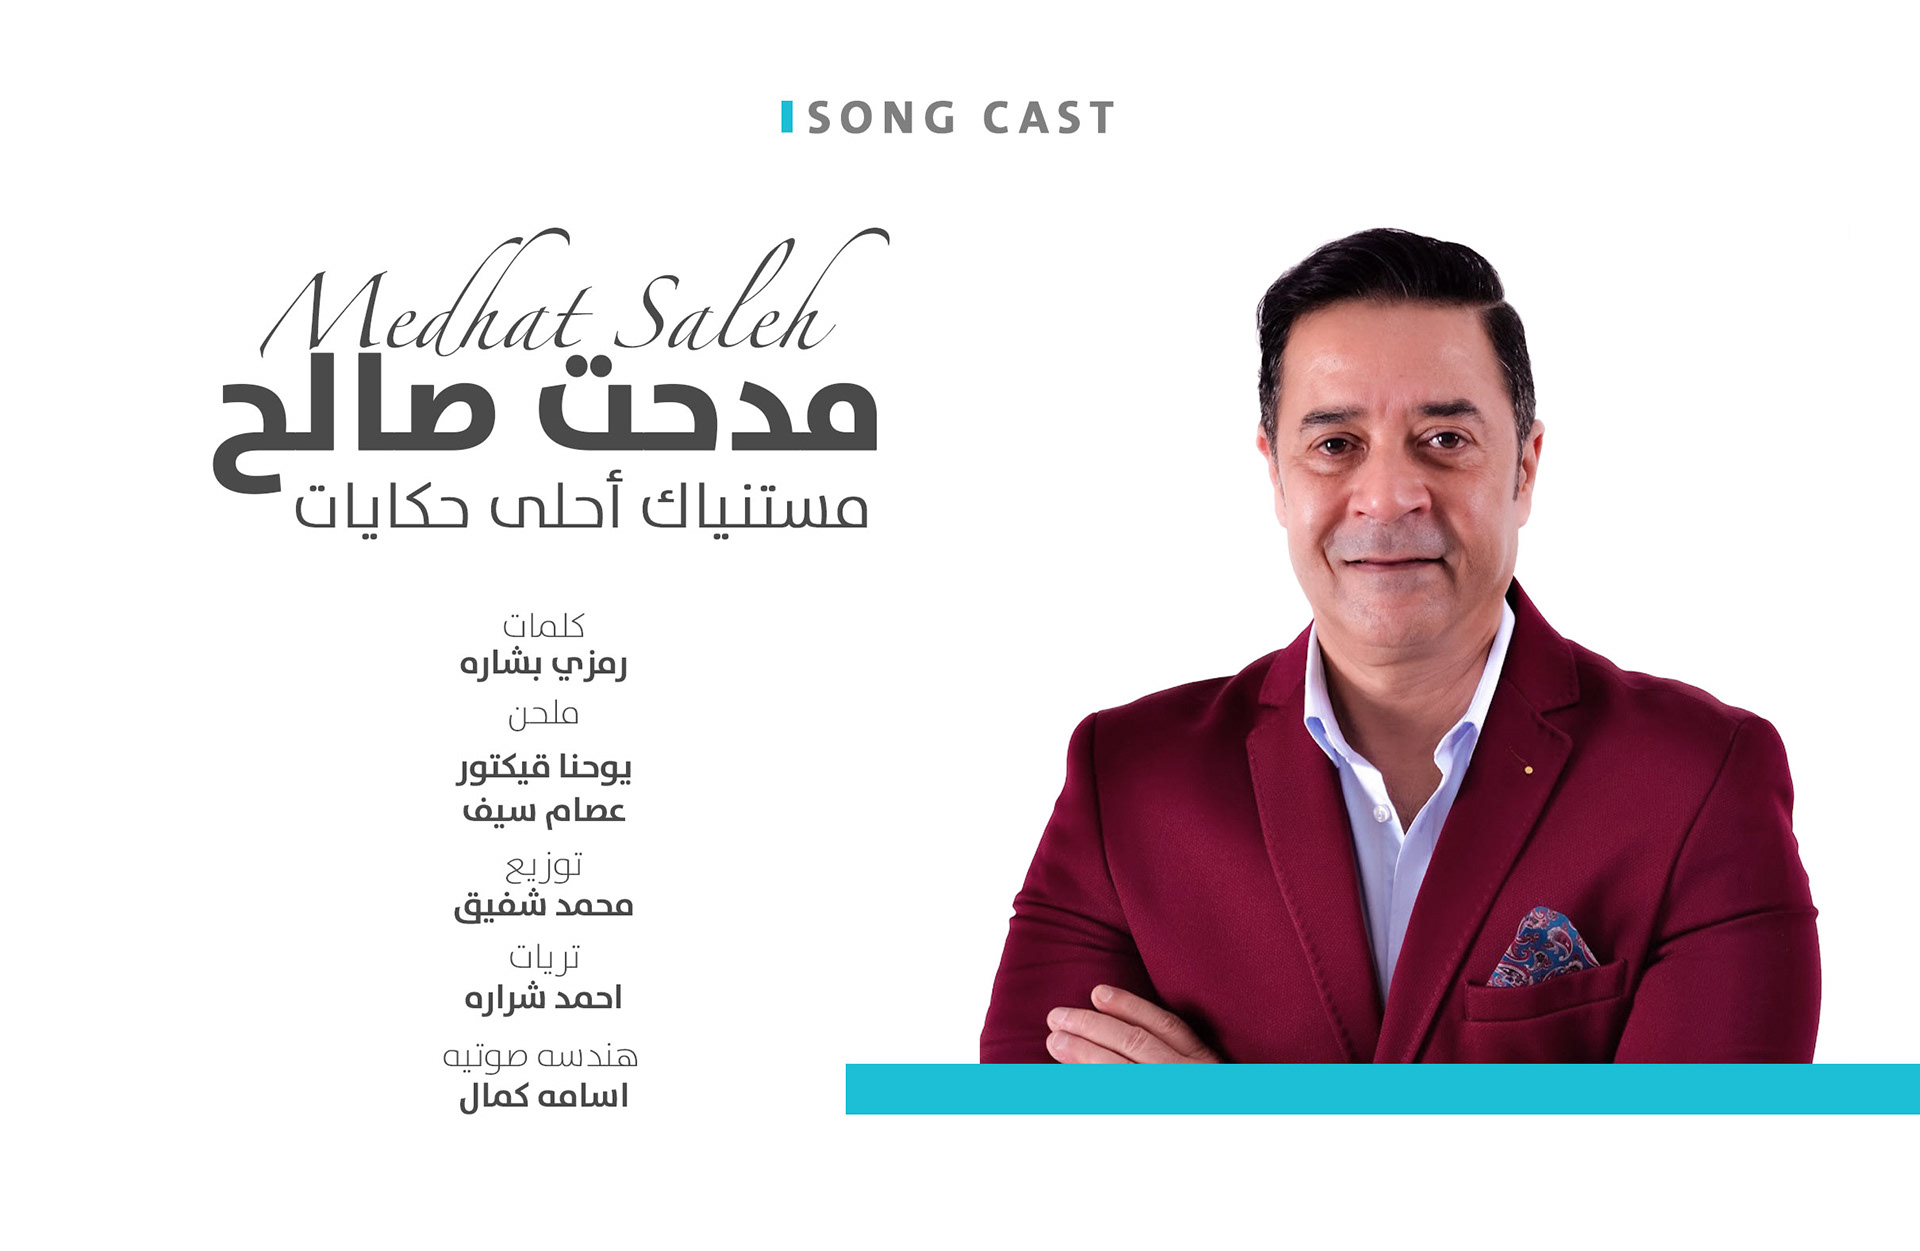 SONG CAST
Medhat Saleh
مدحت صالح
مستنياك أحلى حكايات
كلمات
رمزي بشاره
ملحن
يوحنا ڤيكتور
عصام سيف
توزيع
محمد شفيق
تريات
احمد شراره
هندسه صوتيه
اسامه كمال